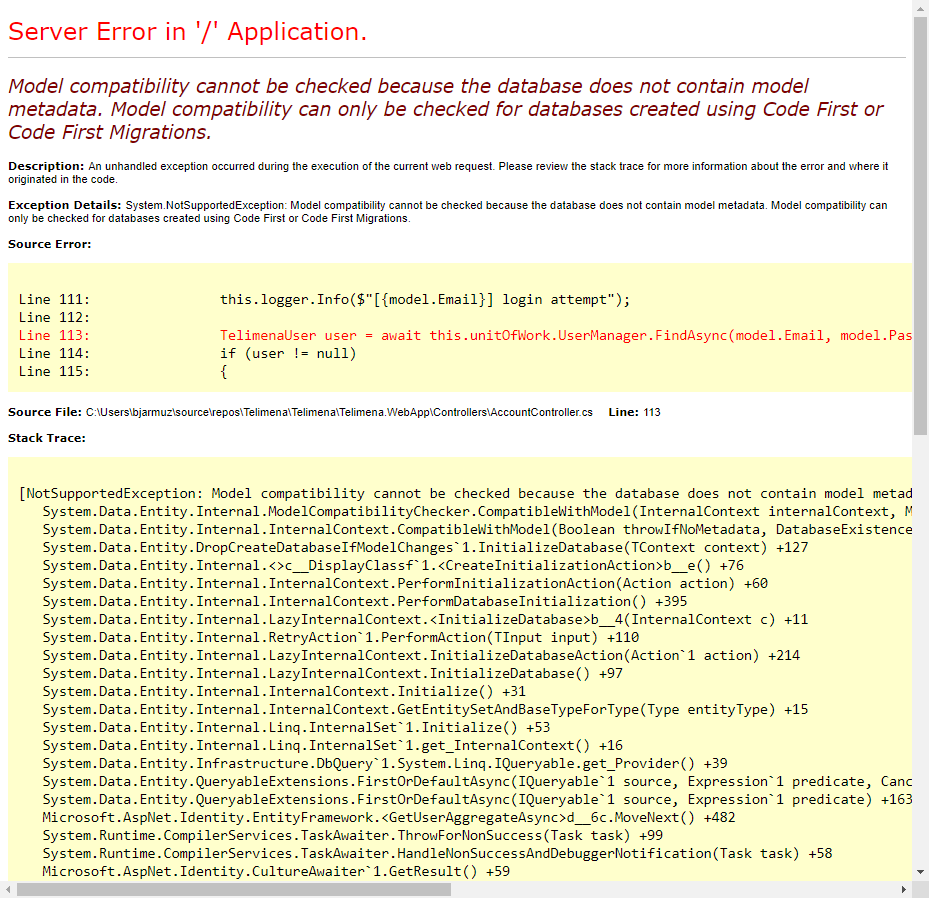 Server Error in '/' Application.
Model compatibility cannot be checked because the database does not contain model
metadata. Model compatibility can only be checked for databases created using Code First or
Code First Migrations.
Description: An unhandled exception occurred during the execution of the current web request. Please review the stack trace for more information about the error and where it
originated in the code.
Exception Details: System.NotSupportedException: Model compatibility cannot be checked because the database does not contain model metadata. Model compatibility can
only be checked for databases created using Code First or Code First Migrations.
Source Error:
Line 111:                this.logger.Info($"[{model.Email}] login attempt");
Line 112:
Line 113:                TelimenaUser user = await this.unitOfWork.UserManager.FindAsync(model.Email, model.Pas
Line 114:                if (user != null)
Line 115:                {
Source File: C:\Users\bjarmuz\source\repos\Telimena\Telimena\Telimena.WebApp\Controllers\AccountController.cs    Line: 113
Stack Trace:
[NotSupportedException: Model compatibility cannot be checked because the database does not contain model metad
System.Data.Entity.Internal.ModelCompatibilityChecker.CompatibleWithModel(InternalContext internalContext, M
System.Data.Entity.Internal.InternalContext.CompatibleWithModel(Boolean throwIfNoMetadata, DatabaseExistence
System.Data.Entity.DropCreateDatabaseIfModelChanges`1.InitializeDatabase(TContext context) +127
System.Data.Entity.Internal.<>c__DisplayClassf`1.<CreateInitializationAction>b__e() +76
System.Data.Entity.Internal.InternalContext.PerformInitializationAction(Action action) +60
System.Data.Entity.Internal.InternalContext.PerformDatabaseInitialization() +395
System.Data.Entity.Internal.LazyInternalContext.<InitializeDatabase>b__4(InternalContext c) +11
System.Data.Entity.Internal.RetryAction`1.PerformAction(TInput input) +110
System.Data.Entity.Internal.LazyInternalContext.InitializeDatabaseAction(Action`1 action) +214
System.Data.Entity.Internal.LazyInternalContext.InitializeDatabase() +97
System.Data.Entity.Internal.InternalContext.Initialize() +31
System.Data.Entity.Internal.InternalContext.GetEntitySetAndBaseTypeForType(Type entityType) +15
System.Data.Entity.Internal.Linq.InternalSet`1.Initialize() +53
System.Data.Entity.Internal.Linq.InternalSet`1.get_InternalContext() +16
System.Data.Entity.Infrastructure.DbQuery`1.System.Linq.IQueryable.get_Provider() +39
System.Data.Entity.QueryableExtensions.FirstOrDefaultAsync(IQueryable`1 source, Expression`1 predicate, Canc
System.Data.Entity.QueryableExtensions.FirstOrDefaultAsync(IQueryable`1 source, Expression`1 predicate) +163
Microsoft.AspNet.Identity.EntityFramework.<GetUserAggregateAsync>d__6c.MoveNext() +482
System.Runtime.CompilerServices.TaskAwaiter.ThrowForNonSuccess(Task task) +99
System.Runtime.CompilerServices.TaskAwaiter.HandleNonSuccessAndDebuggerNotification(Task task) +58
Microsoft.AspNet.Identity.CultureAwaiter`1.GetResult() +59